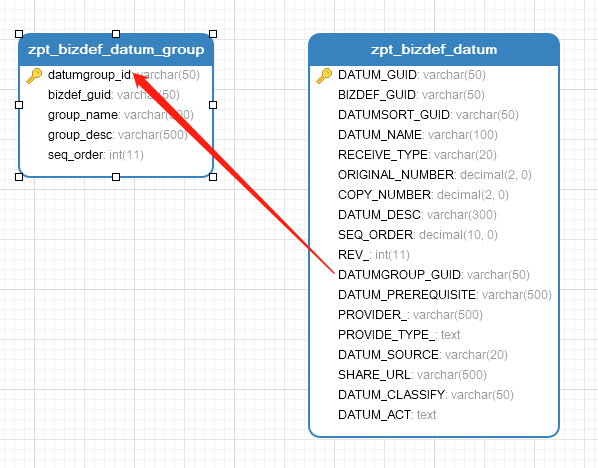 zpt_bizdef_datum_group
datumgroup_id: varchar(50)
bizdef_guid: varchar(50)
group_name: varchar(200)
group_desc: varchar(500)
seq_order: int(11)
zpt_bizdef_datum
DATUM_GUID: varchar(50)
BIZDEF_GUID: varchar(50)
DATUMSORT_GUID: varchar(50)
DATUM_NAME: varchar(100)
RECEIVE_TYPE: varchar(20)
ORIGINAL_NUMBER: decimal(2, 0)
COPY_NUMBER: decimal(2, 0)
DATUM_DESC: varchar(300)
SEQ_ORDER: decimal(10, 0)
REV_: int(11)
DATUMGROUP_GUID: varchar(50)
DATUM_PREREQUISITE: varchar(500)
PROVIDER_: varchar(500)
PROVIDE_TYPE_: text
DATUM_SOURCE: varchar(20)
SHARE_URL: varchar(500)
DATUM_CLASSIFY: varchar(50)
DATUM_ACT: text